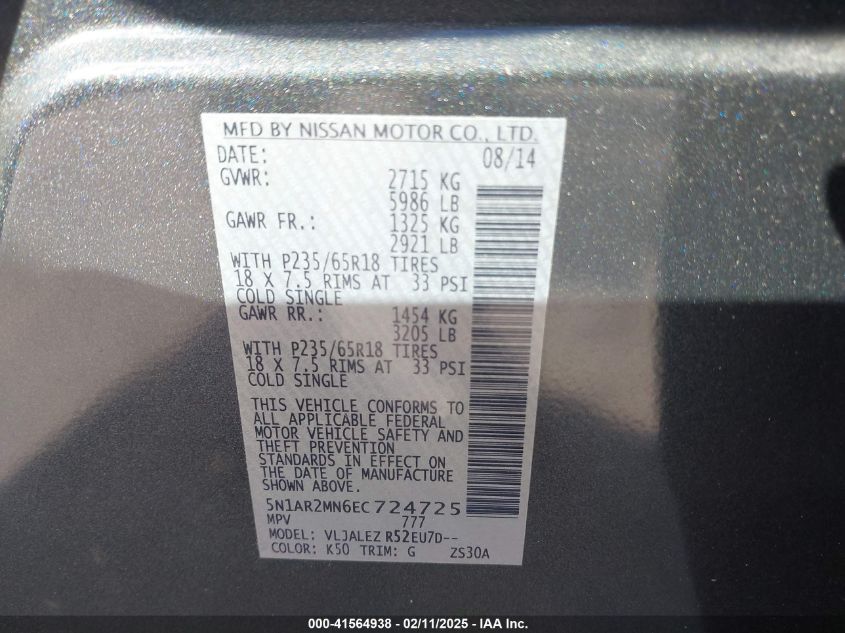 MFD BY NISSAN MOTOR CO., LTD.
DATE: 08/14
GVWR: 2715 KG
5986 LB
GAWR FR.: 1325 KG
2921 LB
WITH P235/65R18 TIRES
18 X 7.5 RIMS AT 33 PSI
COLD SINGLE
GAWR RR.: 1454 KG
3205 LB
WITH P235/65R18 TIRES
18 X 7.5 RIMS AT 33 PSI
COLD SINGLE
THIS VEHICLE CONFORMS TO
ALL APPLICABLE FEDERAL
MOTOR VEHICLE SAFETY AND
THEFT PREVENTION
STANDARDS IN EFFECT ON
THE DATE OF MANUFACTURE
SHOWN ABOVE.
5N1AR2MN6EC724725
MPV 777
MODEL: VLJALEZ R52EU7D--
COLOR: K50 TRIM: G ZS30A
000-41564938 - 02/11/2025 - IAA Inc.